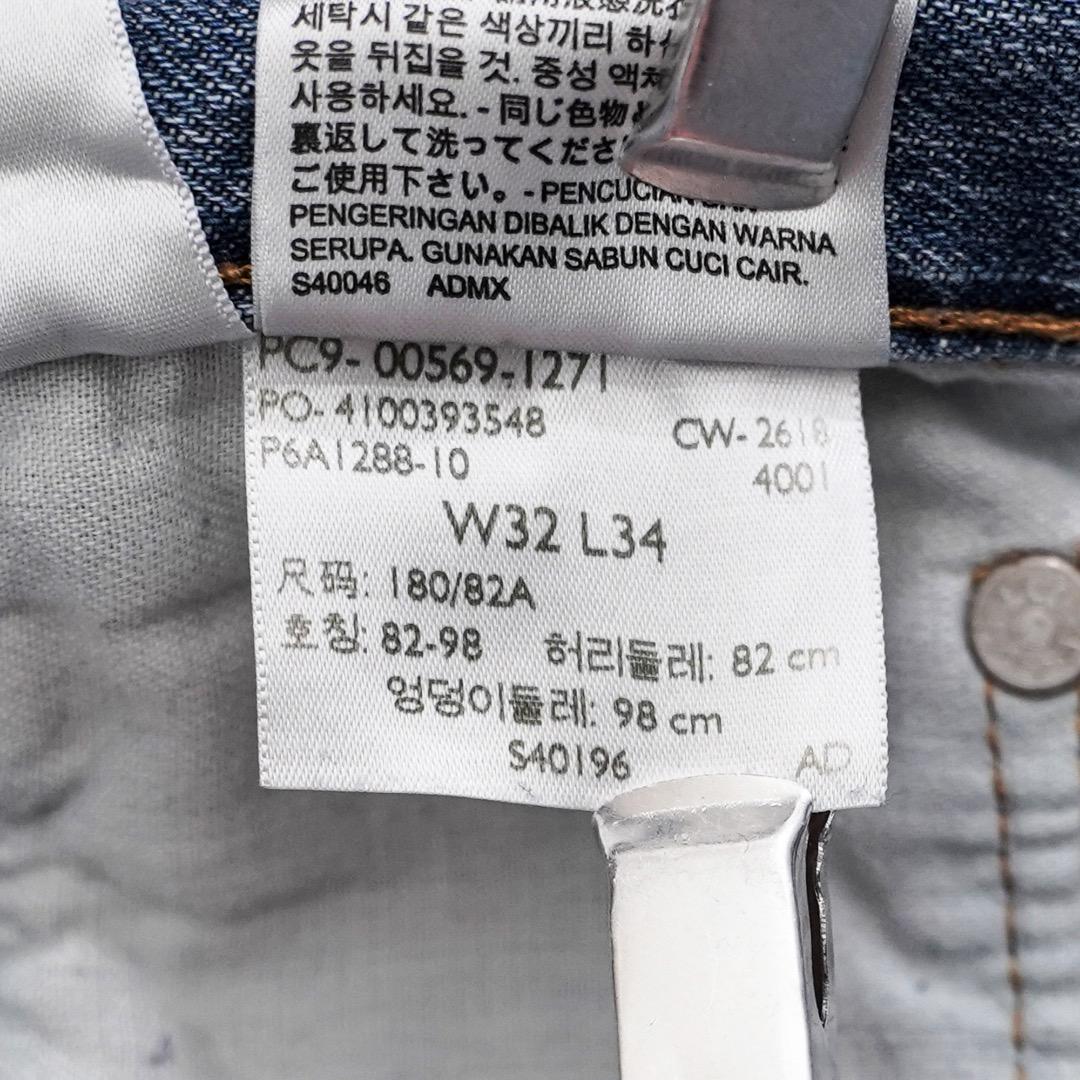 세탁시 같은 색상끼리
옷을 뒤집을 것. 중성
사용하세요. - 同じ色物
裏返して洗ってくださ
ご使用下さい。 -
PENGERINGAN DIBALIK DENGAN WARNA
SERUPA. GUNAKAN SABUN CUCI CAIR.
S40046 ADMX
PC9- 00569-1271
PO- 4100393548 CW- 2618
P6A1288-10 4001
W32 L34
尺码: 180/82A
호칭: 82-98 허리둘레: 82 cm
엉덩이둘레: 98 cm
S40196 AD